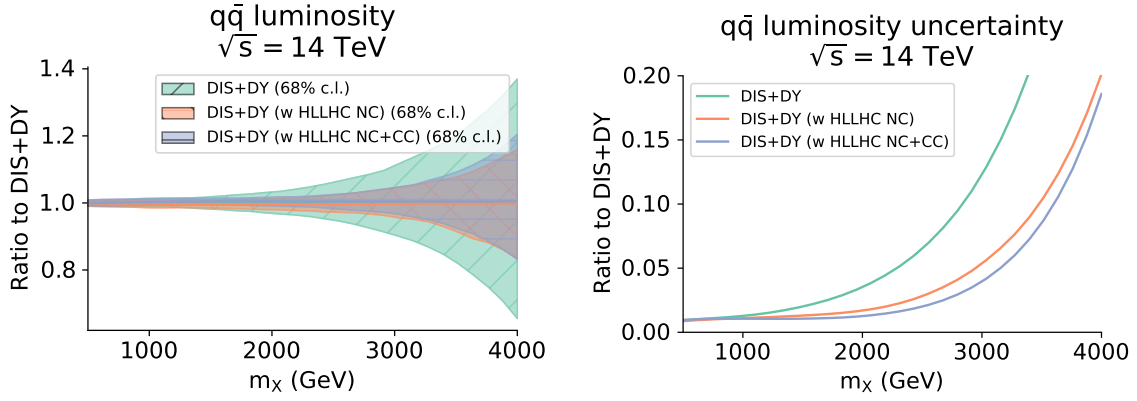 qq̄ luminosity
√s = 14 TeV
Ratio to DIS+DY
1.4
1.2
1.0
0.8
DIS+DY (68% c.l.)
DIS+DY (w HLLHC NC) (68% c.l.)
DIS+DY (w HLLHC NC+CC) (68% c.l.)
1000 2000 3000 4000
m_X (GeV)
qq̄ luminosity uncertainty
√s = 14 TeV
Ratio to DIS+DY
0.20
0.15
0.10
0.05
0.00
DIS+DY
DIS+DY (w HLLHC NC)
DIS+DY (w HLLHC NC+CC)
1000 2000 3000 4000
m_X (GeV)